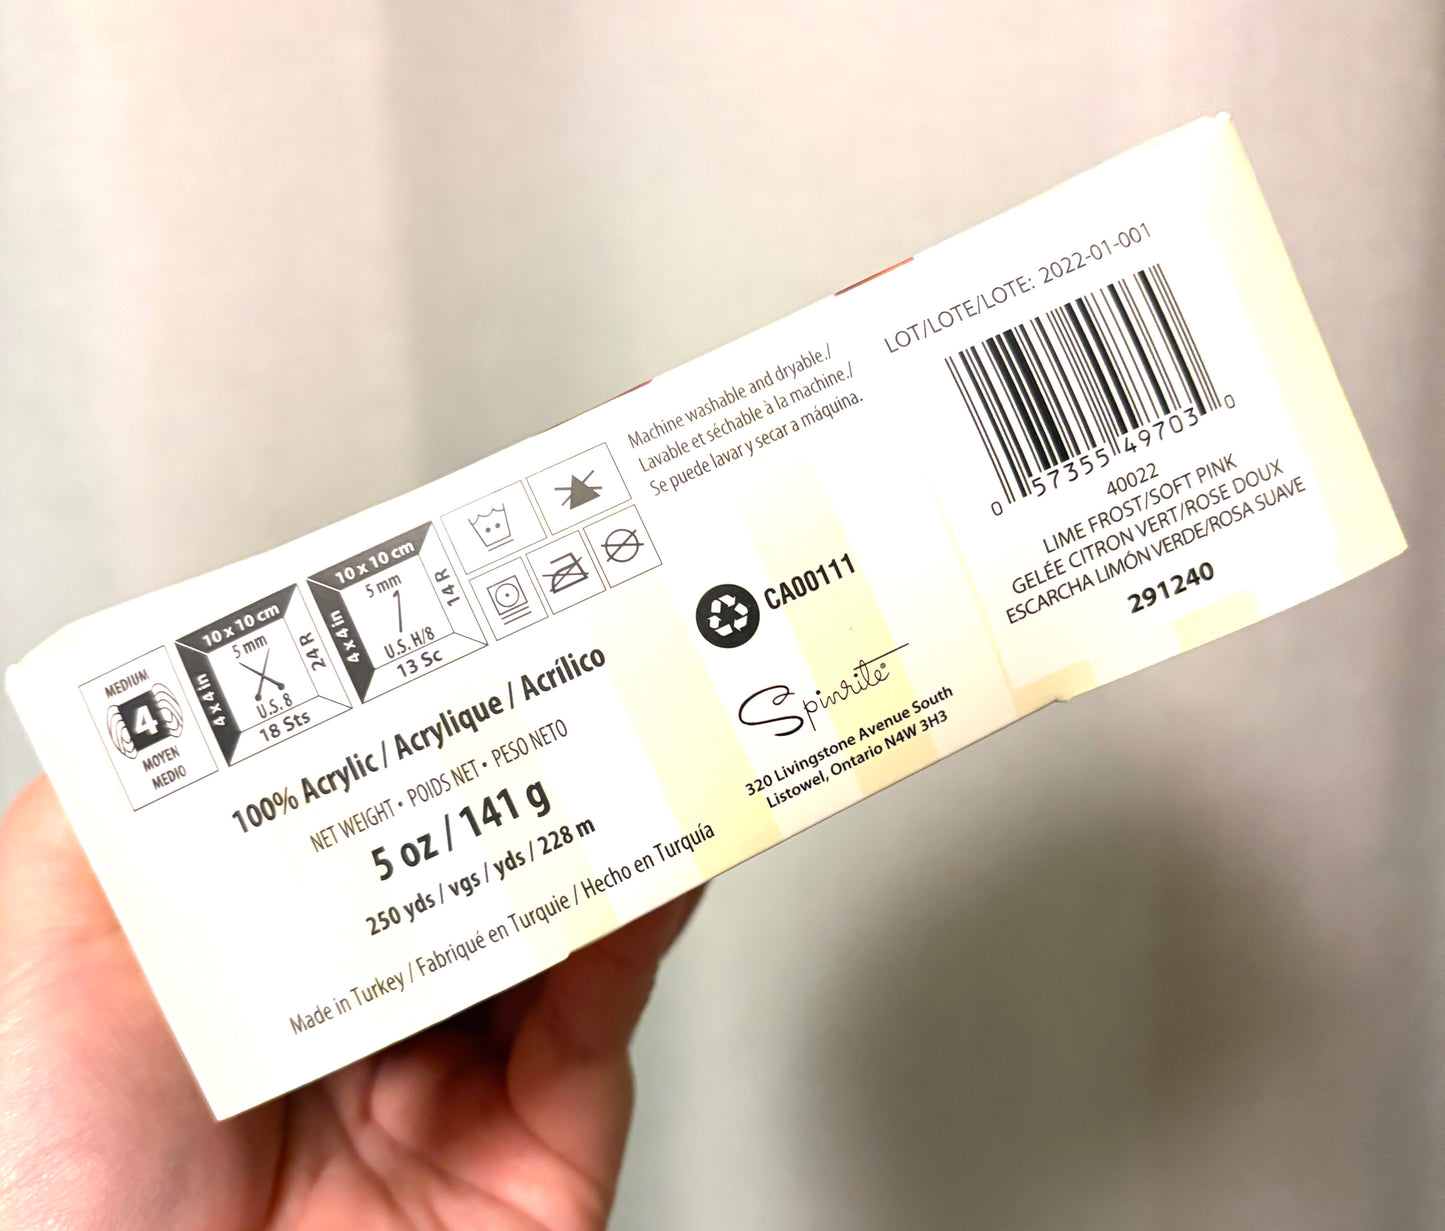 MEDIUM
4
MOYEN
MEDIO
10 x 10 cm
4 x 4 in
5 mm
24R
U.S. 8
18 Sts
10 x 10 cm
4 x 4 in
5 mm
14R
U.S. H/8
13 Sc
100% Acrylic / Acrylique / Acrílico
NET WEIGHT • POIDS NET • PESO NETO
5 oz / 141 g
250 yds / vgs / yds / 228 m
Made in Turkey / Fabriqué en Turquie / Hecho en Turquía
Machine washable and dryable./
Lavable et séchable à la machine./
Se puede lavar y secar a máquina.
CA00111
Spinrite®
320 Livingstone Avenue South
Listowel, Ontario N4W 3H3
LOT/LOTE/LOTE: 2022-01-001
0 57355 49703 0
40022
LIME FROST/SOFT PINK
GELÉE CITRON VERT/ROSE DOUX
ESCARCHA LIMÓN VERDE/ROSA SUAVE
291240